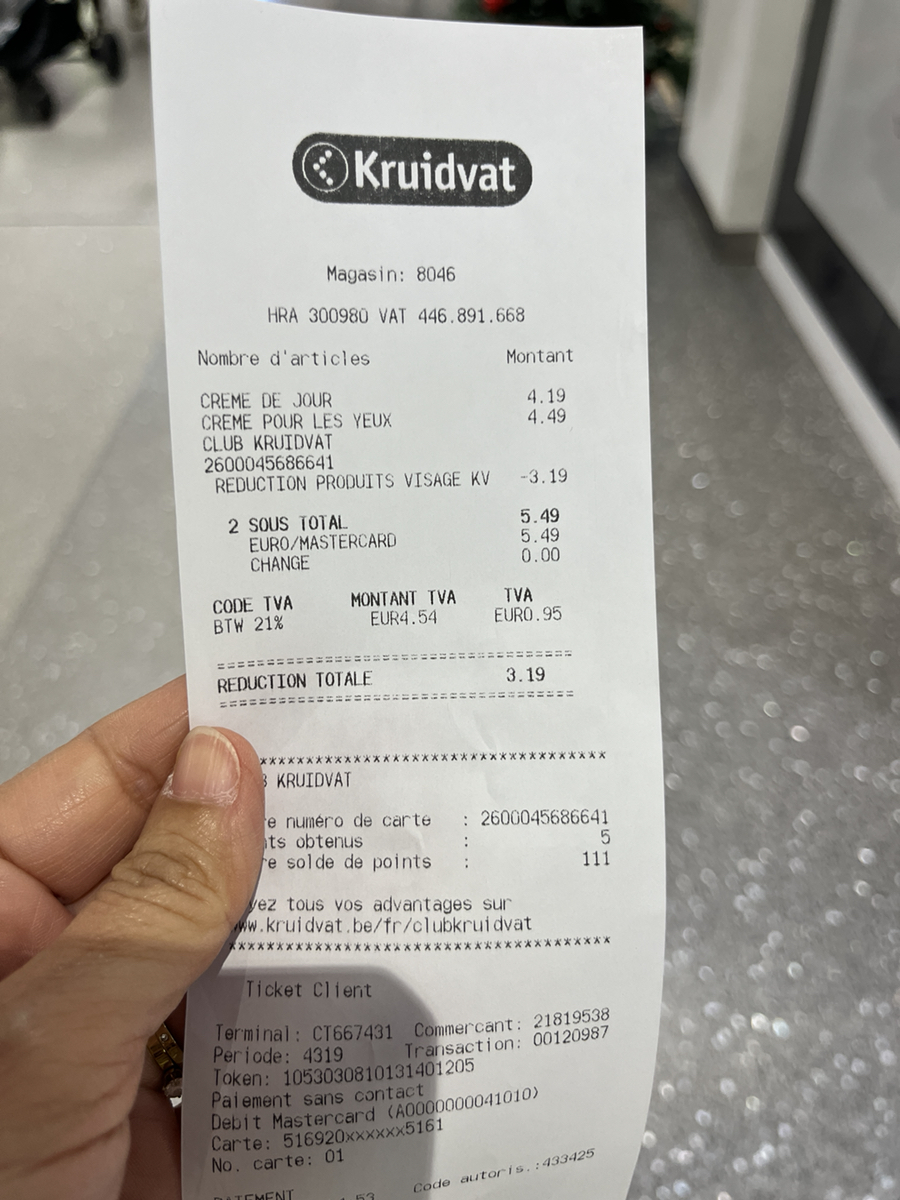 Kruidvat
Magasin: 8046
HRA 300980 VAT 446.891.668
Nombre d'articles Montant
CREME DE JOUR 4.19
CREME POUR LES YEUX 4.49
CLUB KRUIDVAT
2600045686641
REDUCTION PRODUITS VISAGE KV -3.19
2 SOUS TOTAL 5.49
EURO/MASTERCARD 5.49
CHANGE 0.00
CODE TVA MONTANT TVA TVA
BTW 21% EUR4.54 EUR0.95
===================================
REDUCTION TOTALE 3.19
===================================
**************************************
KRUIDVAT
numéro de carte : 2600045686641
obtenus : 5
solde de points : 111
tous vos avantages sur
www.kruidvat.be/fr/clubkruidvat
**************************************
Ticket Client
Terminal: CT667431 Commercant: 21819538
Periode: 4319 Transaction: 00120987
Token: 1053030810131401205
Paiement sans contact
Debit Mastercard (A0000000041010)
Carte: 516920xxxxxx5161
No. carte: 01
Code autoris.:433425